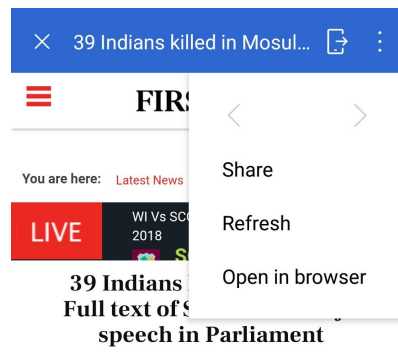 39 Indians killed in Mosul...
FIRS
Share
You are here: Latest News
Refresh
LIVE
WI Vs SCO
2018
Open in browser
39 Indians
Full text of S
speech in Parliament